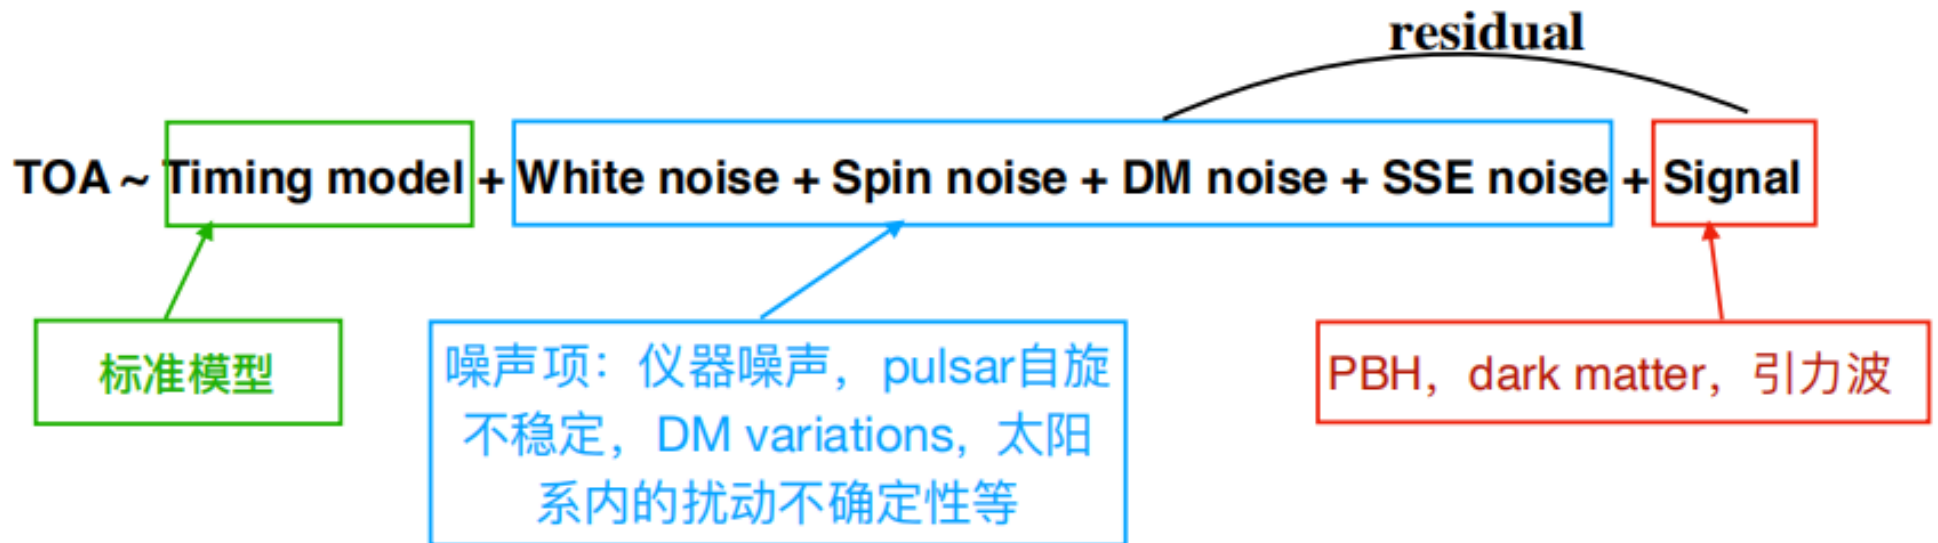 residual
TOA ~ Timing model + White noise + Spin noise + DM noise + SSE noise + Signal
标准模型
噪声项：仪器噪声，pulsar自旋
不稳定，DM variations，太阳
系内的扰动不确定性等
PBH，dark matter，引力波